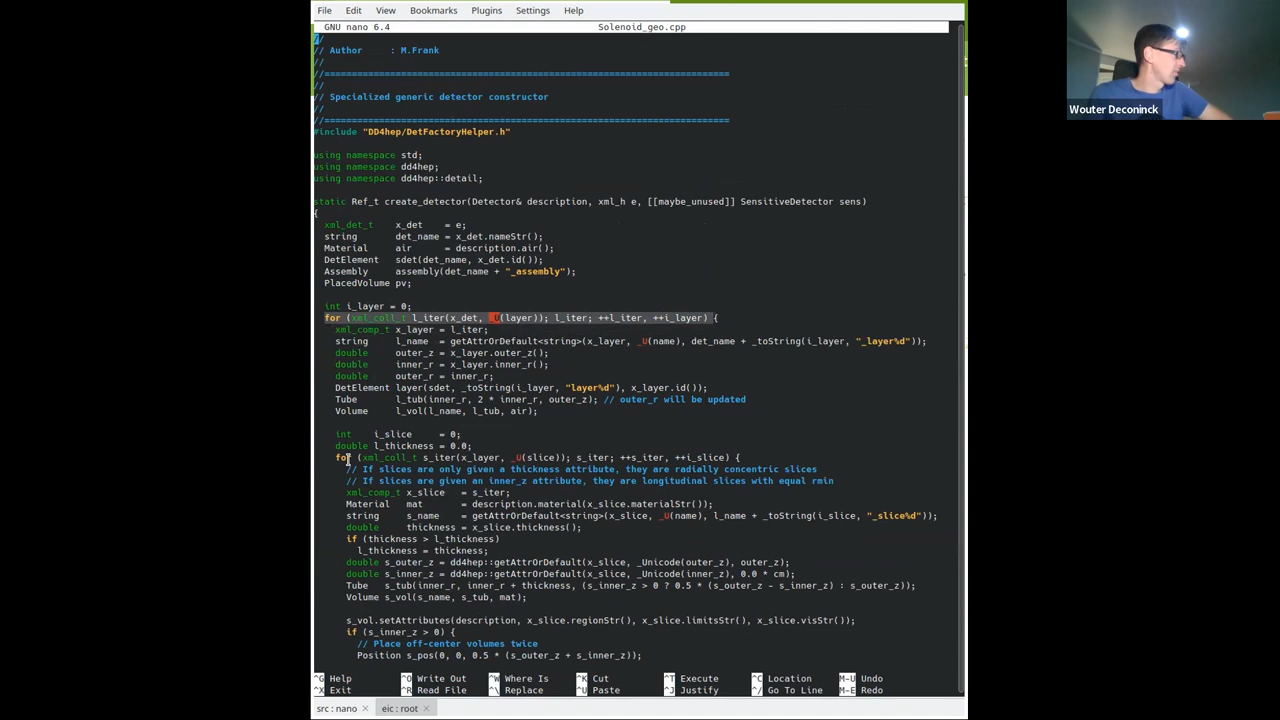 File Edit View Bookmarks Plugins Settings Help
GNU nano 6.4 Solenoid_geo.cpp
//
// Author : M.Frank
//
//==========================================================================
//
// Specialized generic detector constructor
//
//==========================================================================
#include "DD4hep/DetFactoryHelper.h"
using namespace std;
using namespace dd4hep;
using namespace dd4hep::detail;
static Ref_t create_detector(Detector& description, xml_h e, [[maybe_unused]] SensitiveDetector sens)
{
xml_det_t x_det = e;
string det_name = x_det.nameStr();
Material air = description.air();
DetElement sdet(det_name, x_det.id());
Assembly assembly(det_name + "_assembly");
PlacedVolume pv;
int i_layer = 0;
for (xml_coll_t l_iter(x_det, _U(layer)); l_iter; ++l_iter, ++i_layer) {
xml_comp_t x_layer = l_iter;
string l_name = getAttrOrDefault<string>(x_layer, _U(name), det_name + _toString(i_layer, "_layer%d"));
double outer_z = x_layer.outer_z();
double inner_r = x_layer.inner_r();
double outer_r = inner_r;
DetElement layer(sdet, _toString(i_layer, "layer%d"), x_layer.id());
Tube l_tub(inner_r, 2 * inner_r, outer_z); // outer_r will be updated
Volume l_vol(l_name, l_tub, air);
int i_slice = 0;
double l_thickness = 0.0;
for (xml_coll_t s_iter(x_layer, _U(slice)); s_iter; ++s_iter, ++i_slice) {
// If slices are only given a thickness attribute, they are radially concentric slices
// If slices are given an inner_z attribute, they are longitudinal slices with equal rmin
xml_comp_t x_slice = s_iter;
Material mat = description.material(x_slice.materialStr());
string s_name = getAttrOrDefault<string>(x_slice, _U(name), l_name + _toString(i_slice, "_slice%d"));
double thickness = x_slice.thickness();
if (thickness > l_thickness)
l_thickness = thickness;
double s_outer_z = dd4hep::getAttrOrDefault(x_slice, _Unicode(outer_z), outer_z);
double s_inner_z = dd4hep::getAttrOrDefault(x_slice, _Unicode(inner_z), 0.0 * cm);
Tube s_tub(inner_r, inner_r + thickness, (s_inner_z > 0 ? 0.5 * (s_outer_z - s_inner_z) : s_outer_z));
Volume s_vol(s_name, s_tub, mat);
s_vol.setAttributes(description, x_slice.regionStr(), x_slice.limitsStr(), x_slice.visStr());
if (s_inner_z > 0) {
// Place off-center volumes twice
Position s_pos(0, 0, 0.5 * (s_outer_z + s_inner_z));
^G Help ^O Write Out ^W Where Is ^K Cut ^T Execute ^C Location M-U Undo
^X Exit ^R Read File ^\ Replace ^U Paste ^J Justify ^/ Go To Line M-E Redo
src : nano eic : root
Wouter Deconinck